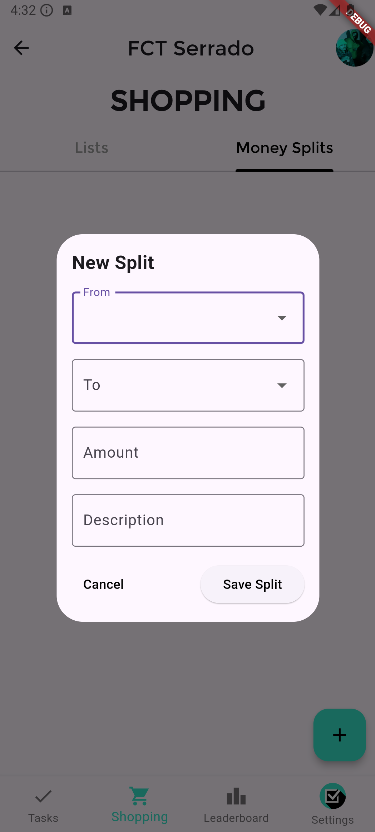 4:32
DEBUG
FCT Serrado
SHOPPING
Lists
Money Splits
New Split
From
To
Amount
Description
Cancel
Save Split
Tasks
Shopping
Leaderboard
Settings